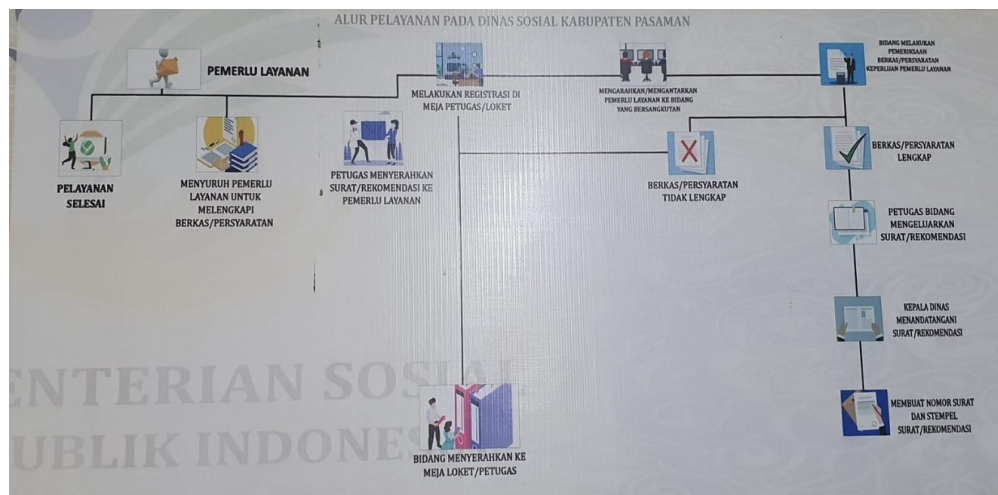 ALUR PELAYANAN PADA DINAS SOSIAL KABUPATEN PASAMAN
PEMERLU LAYANAN
MELAKUKAN REGISTRASI DI
MEJA PETUGAS/LOKET
MENGARAHKAN/MENGANTARKAN
PEMERLU LAYANAN KE BIDANG
YANG BERSANGKUTAN
BIDANG MELAKUKAN
PEMERIKSAAN
BERKAS/PERSYARATAN
KEPERLUAN PEMERLU LAYANAN
PELAYANAN
SELESAI
MENYURUH PEMERLU
LAYANAN UNTUK
MELENGKAPI
BERKAS/PERSYARATAN
PETUGAS MENYERAHKAN
SURAT/REKOMENDASI KE
PEMERLU LAYANAN
BERKAS/PERSYARATAN
TIDAK LENGKAP
BERKAS/PERSYARATAN
LENGKAP
PETUGAS BIDANG
MENGELUARKAN
SURAT/REKOMENDASI
KEPALA DINAS
MENANDATANGANI
SURAT/REKOMENDASI
MEMBUAT NOMOR SURAT
DAN STEMPEL
SURAT/REKOMENDASI
BIDANG MENYERAHKAN KE
MEJA LOKET/PETUGAS
ENTERIAN SOSIAL
UBLIK INDONES